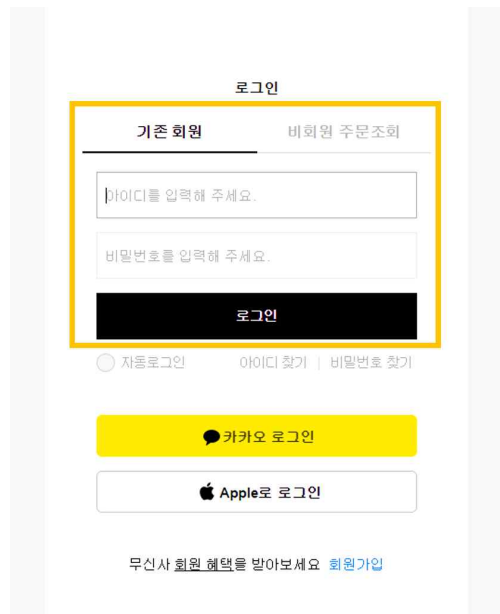 로그인
기존 회원 비회원 주문조회
아이디를 입력해 주세요.
비밀번호를 입력해 주세요.
로그인
자동로그인 아이디 찾기 | 비밀번호 찾기
카카오 로그인
Apple로 로그인
무신사 회원 혜택을 받아보세요 회원가입